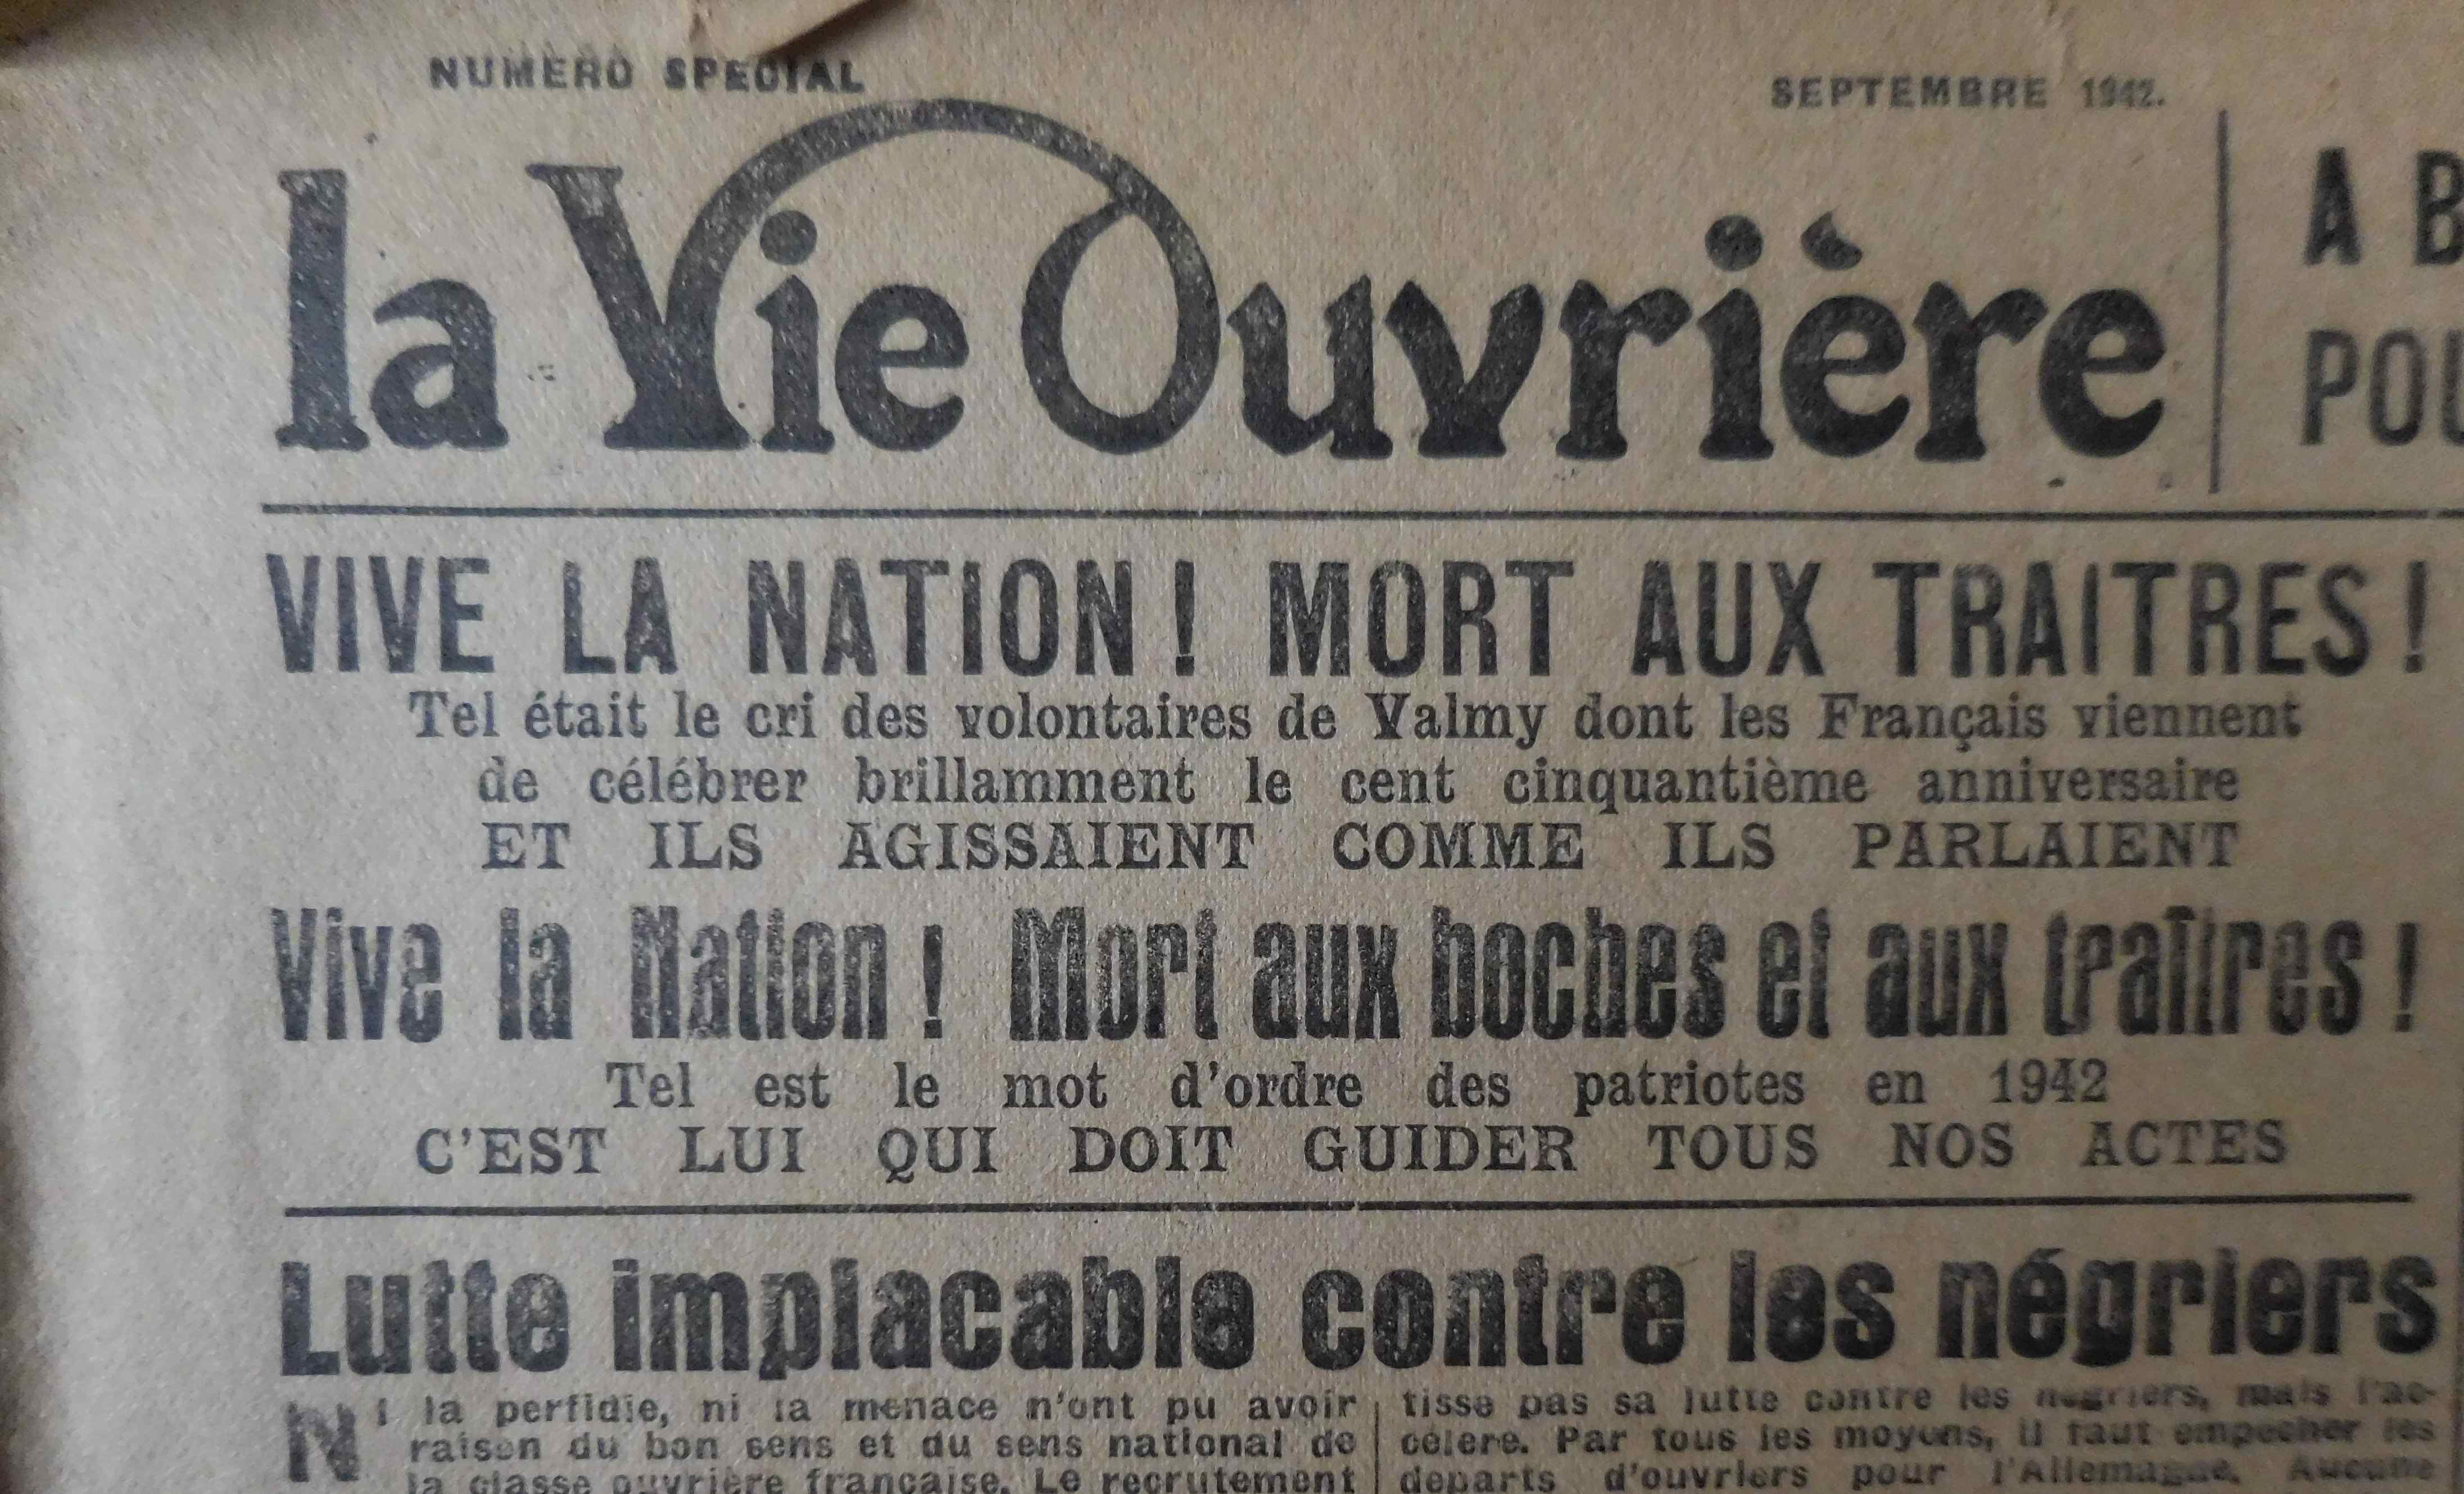 NUMÉRO SPECIAL
SEPTEMBRE 1942.
la Vie Ouvrière
A B
POU
VIVE LA NATION ! MORT AUX TRAITRES !
Tel était le cri des volontaires de Valmy dont les Français viennent
de célébrer brillamment le cent cinquantième anniversaire
ET ILS AGISSAIENT COMME ILS PARLAIENT
Vive la Nation ! Mort aux boches et aux traîtres !
Tel est le mot d'ordre des patriotes en 1942
C'EST LUI QUI DOIT GUIDER TOUS NOS ACTES
Lutte implacable contre les négriers
NI la perfidie, ni la menace n'ont pu avoir
raison du bon sens et du sens national de
la classe ouvrière française. Le recrutement
tisse pas sa lutte contre les négriers, mais l'ac-
célère. Par tous les moyens, il faut empêcher les
départs d'ouvriers pour l'Allemagne. Aucune